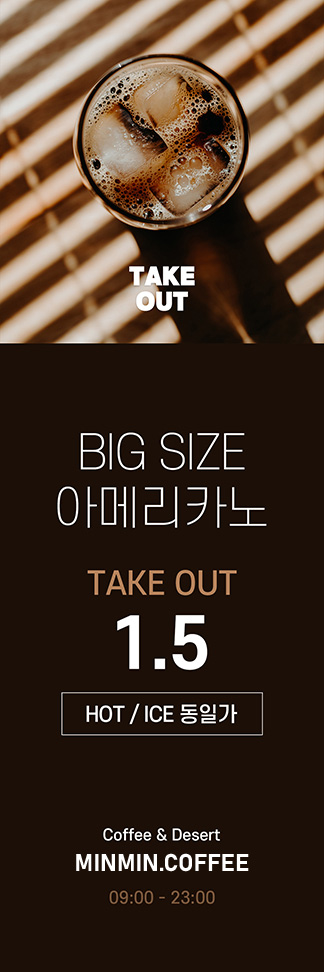 TAKE
OUT
BIG SIZE
아메리카노
TAKE OUT
1.5
HOT / ICE 동일가
Coffee & Desert
MINMIN.COFFEE
09:00 - 23:00